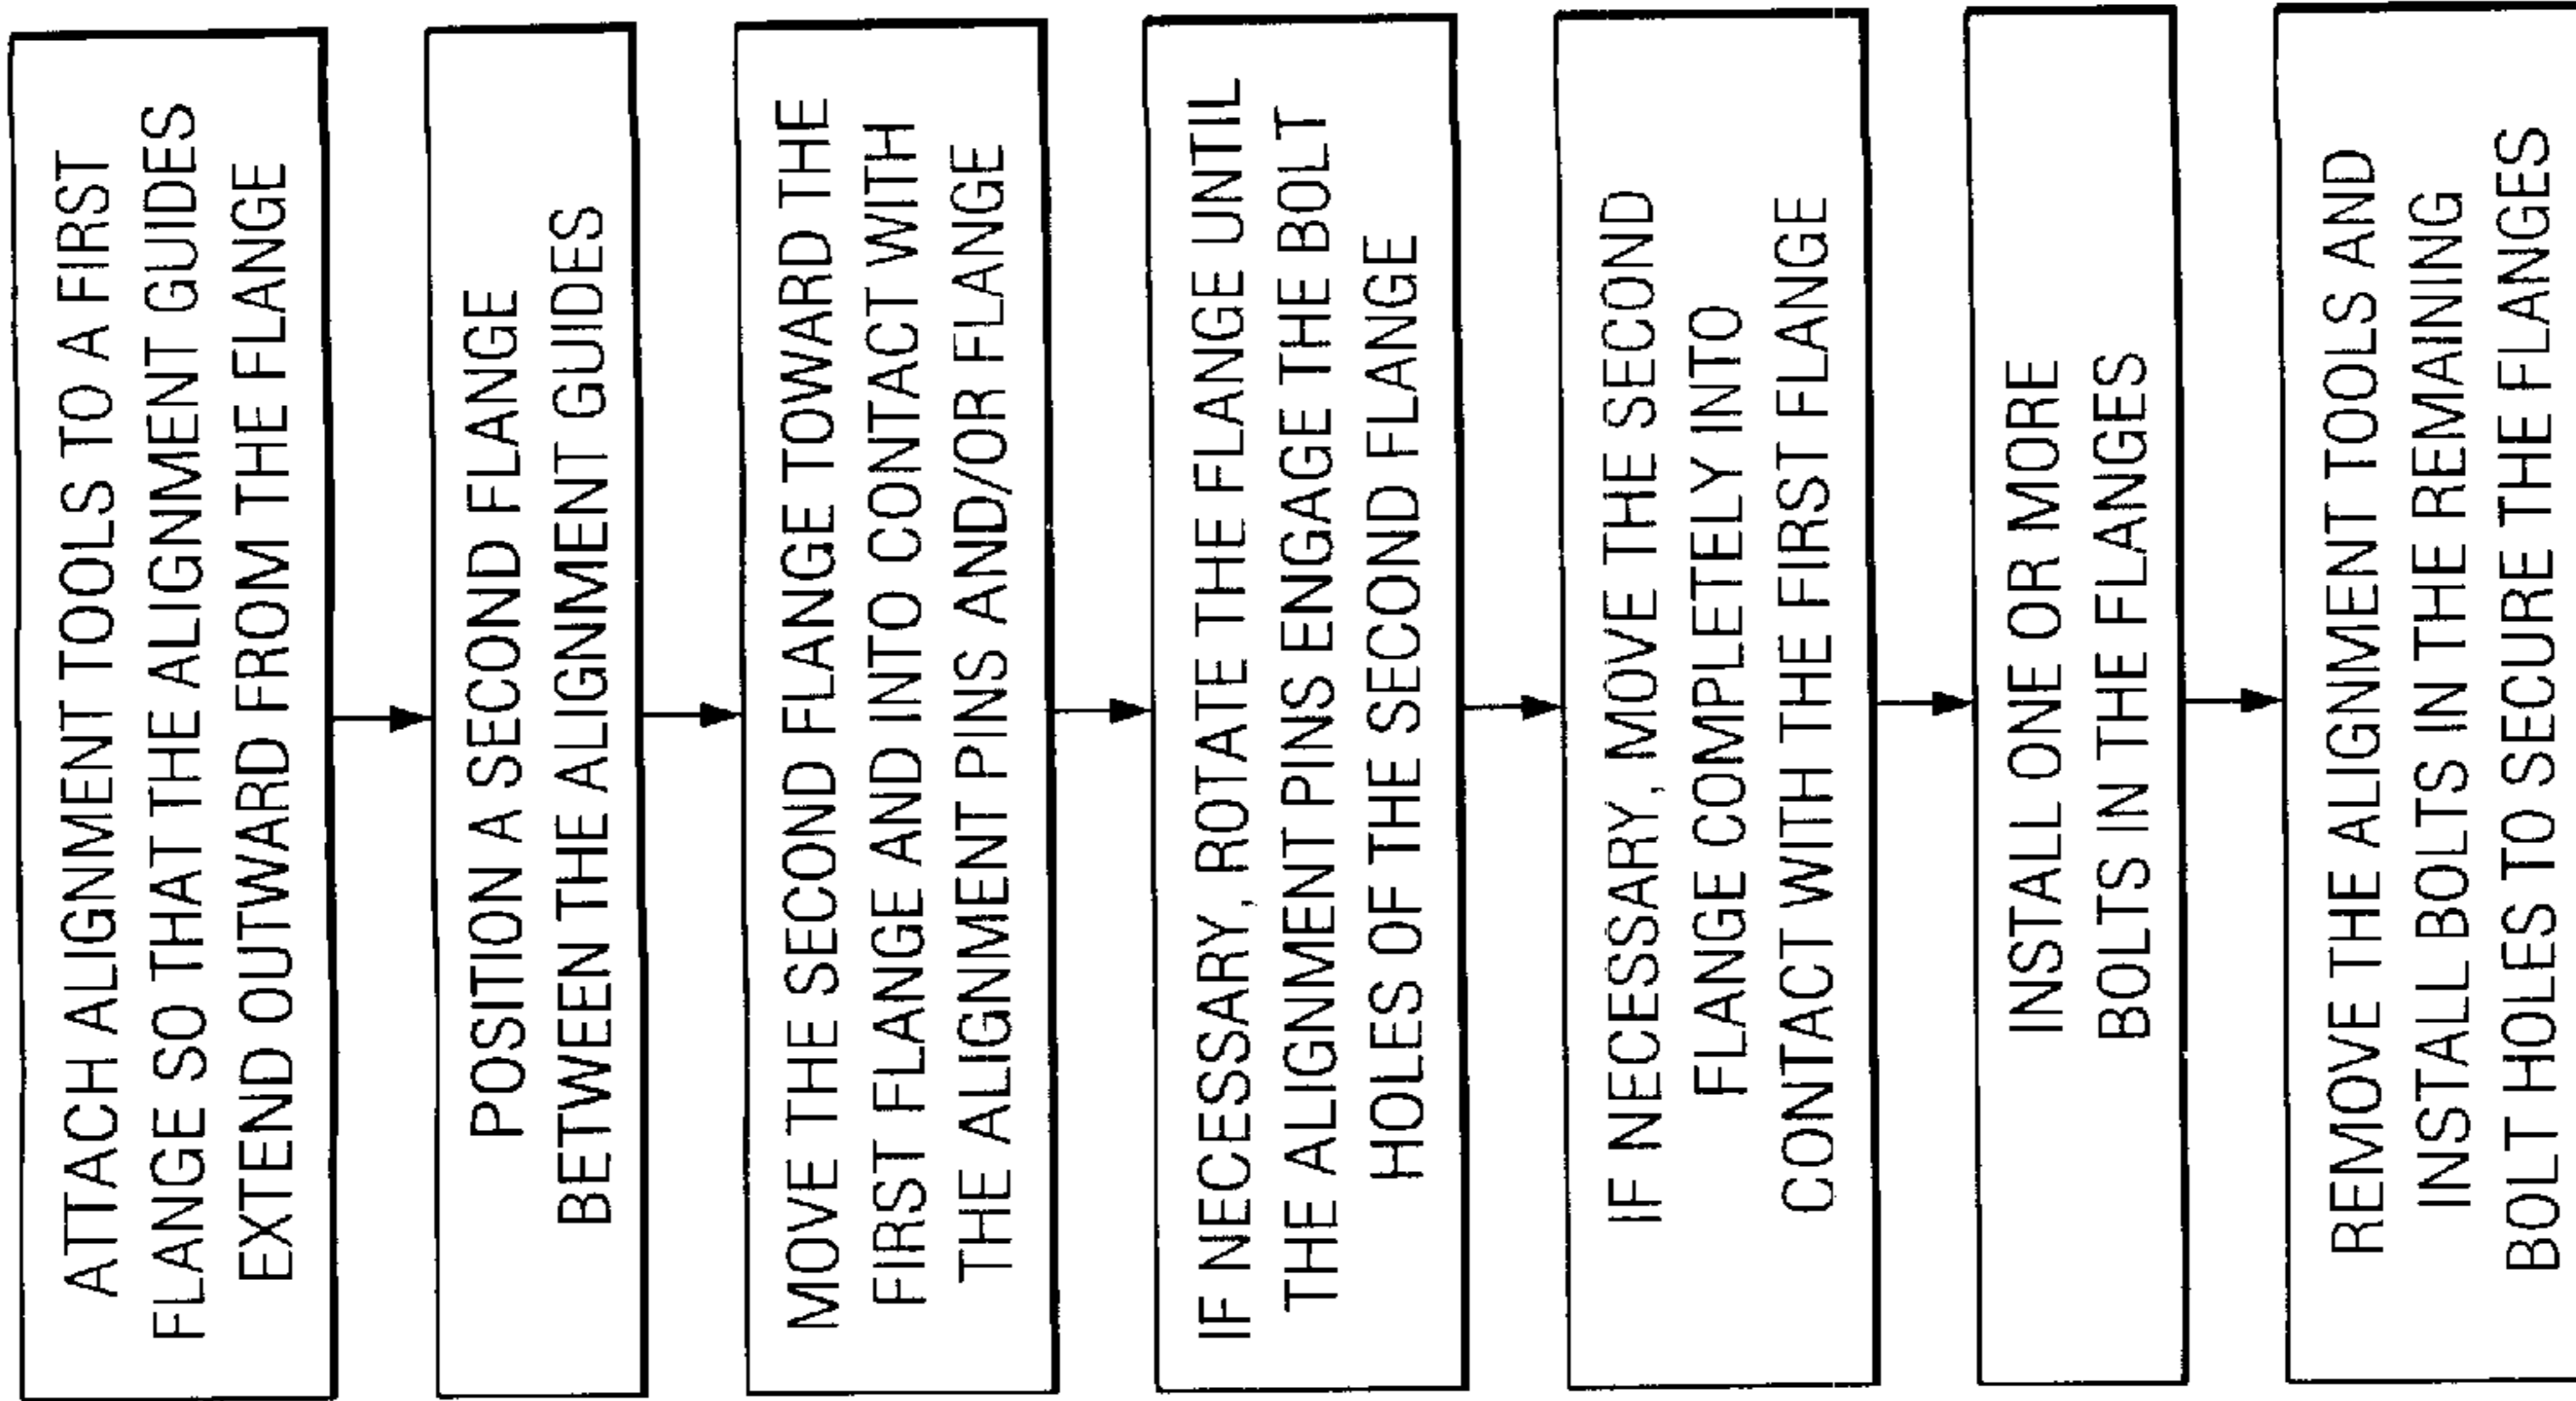 ATTACH ALIGNMENT TOOLS TO A FIRST
FLANGE SO THAT THE ALIGNMENT GUIDES
EXTEND OUTWARD FROM THE FLANGE
POSITION A SECOND FLANGE
BETWEEN THE ALIGNMENT GUIDES
MOVE THE SECOND FLANGE TOWARD THE
FIRST FLANGE AND INTO CONTACT WITH
THE ALIGNMENT PINS AND/OR FLANGE
IF NECESSARY, ROTATE THE FLANGE UNTIL
THE ALIGNMENT PINS ENGAGE THE BOLT
HOLES OF THE SECOND FLANGE
IF NECESSARY, MOVE THE SECOND
FLANGE COMPLETELY INTO
CONTACT WITH THE FIRST FLANGE
INSTALL ONE OR MORE
BOLTS IN THE FLANGES
REMOVE THE ALIGNMENT TOOLS AND
INSTALL BOLTS IN THE REMAINING
BOLT HOLES TO SECURE THE FLANGES